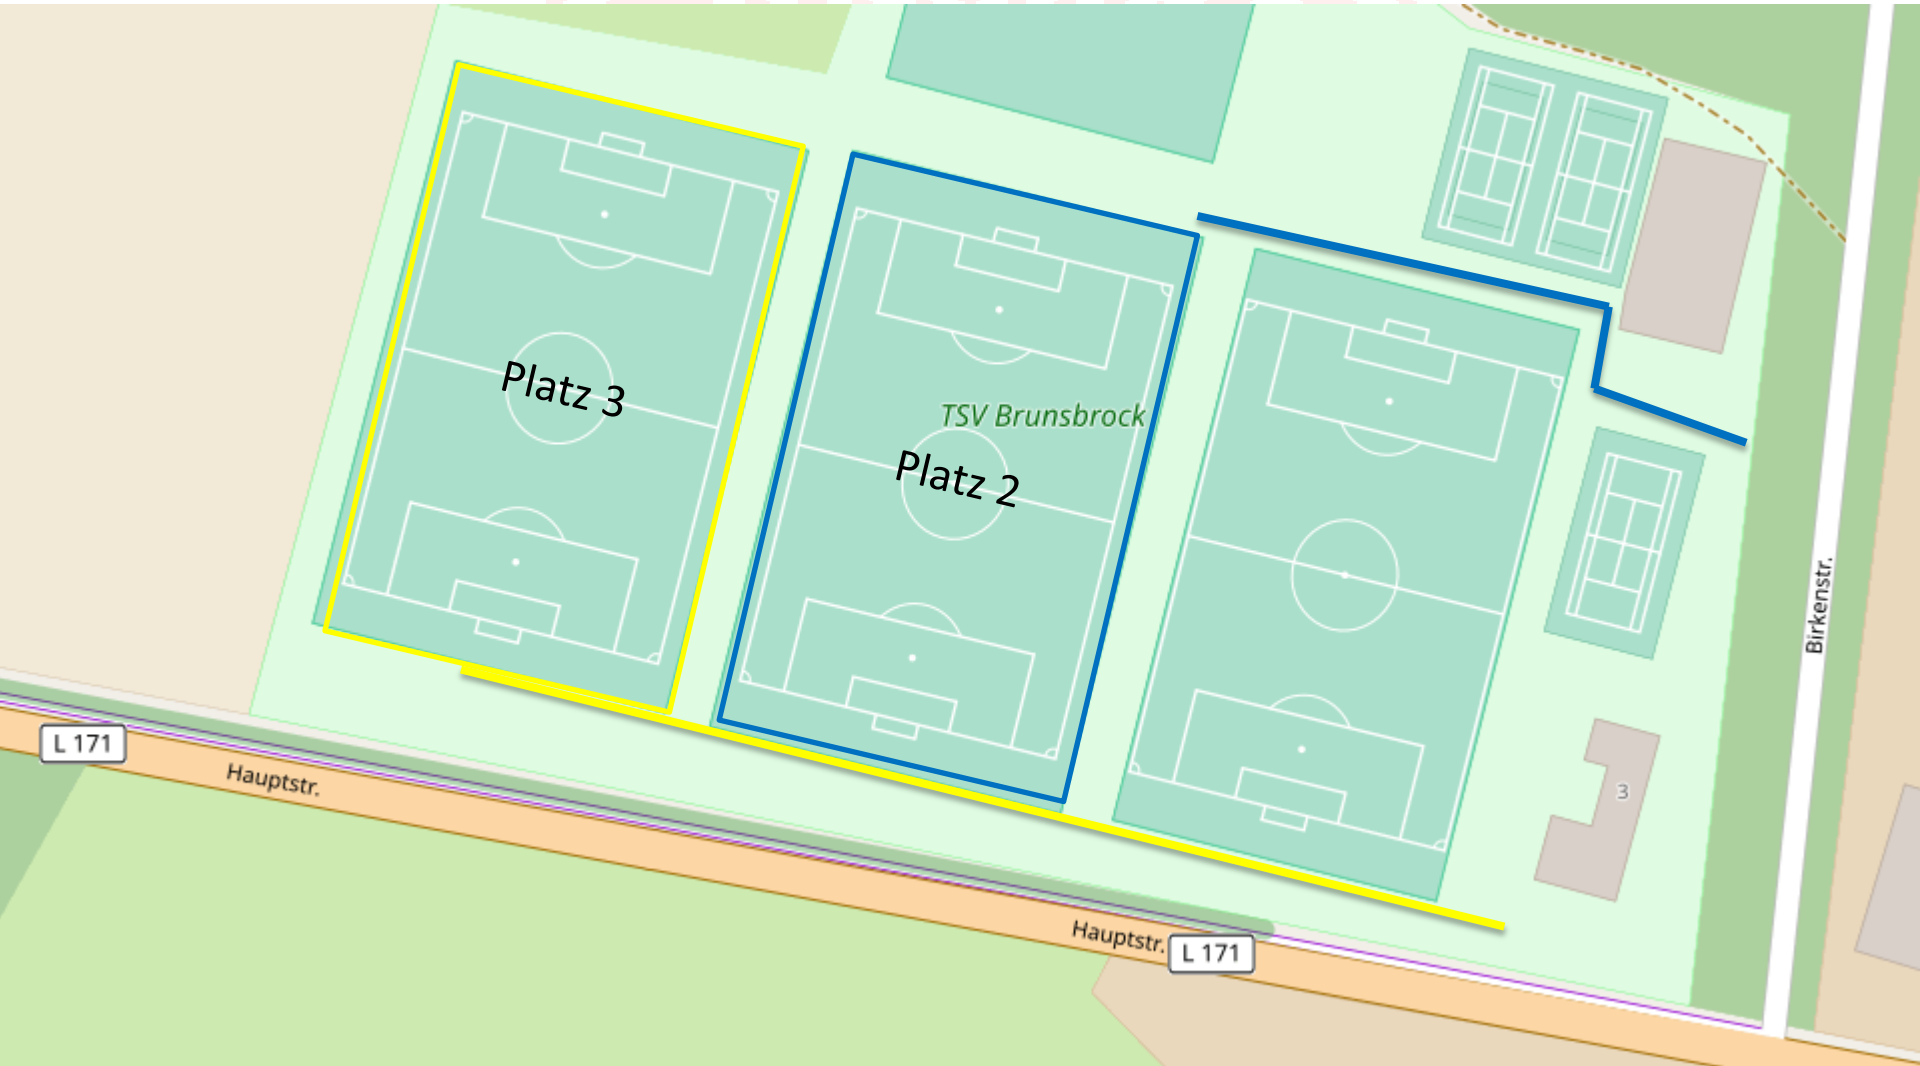 Platz 3
TSV Brunsbrock
Platz 2
Birkenstr.
L 171
Hauptstr.
3
Hauptstr.
L 171